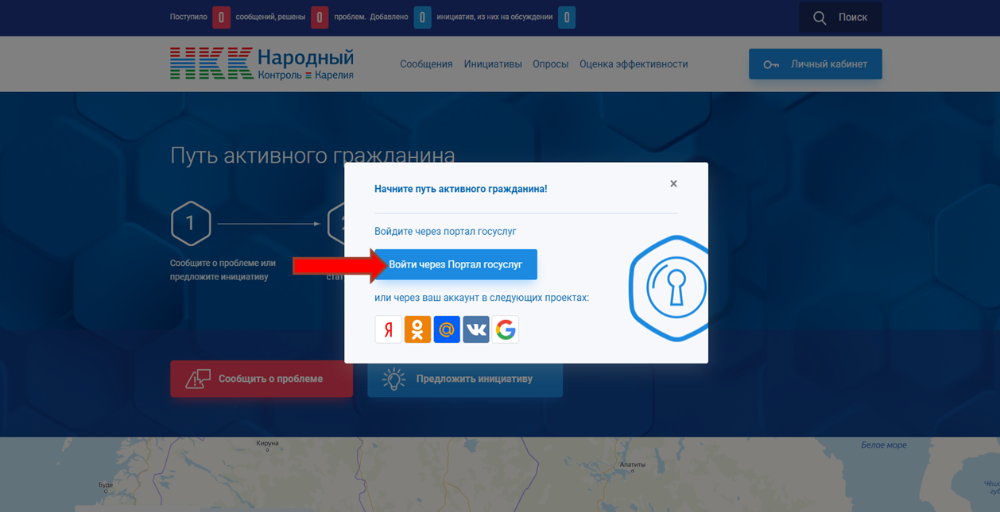 Поступило 0 сообщений, решены 0 проблем. Добавлено 0 инициатив, из них на обсуждении 0
Поиск
НКК Народный
Контроль Карелия
Сообщения Инициативы Опросы Оценка эффективности
Личный кабинет
Путь активного гражданина
Начните путь активного гражданина!
×
1
2
Войдите через портал госуслуг
Сообщите о проблеме или
предложите инициативу
стат
Войти через Портал госуслуг
или через ваш аккаунт в следующих проектах:
Я
@
G
Сообщить о проблеме
Предложить инициативу
Кируна
Белое море
Апатиты
Буде